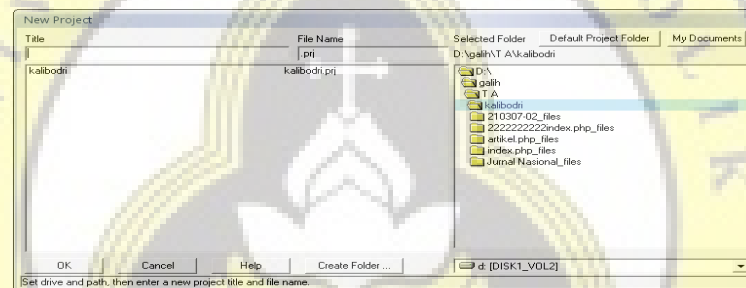 New Project
Title
File Name
Selected Folder
Default Project Folder
My Documents
.prj
D:\galih\T A\kalibodri
kalibodri
kalibodri.prj
D:\
galih
T A
kalibodri
210307-02_files
2222222222index.php_files
artikel.php_files
index.php_files
Jurnal Nasional_files
OK
Cancel
Help
Create Folder ...
d: [DISK1_VOL2]
Set drive and path, then enter a new project title and file name.